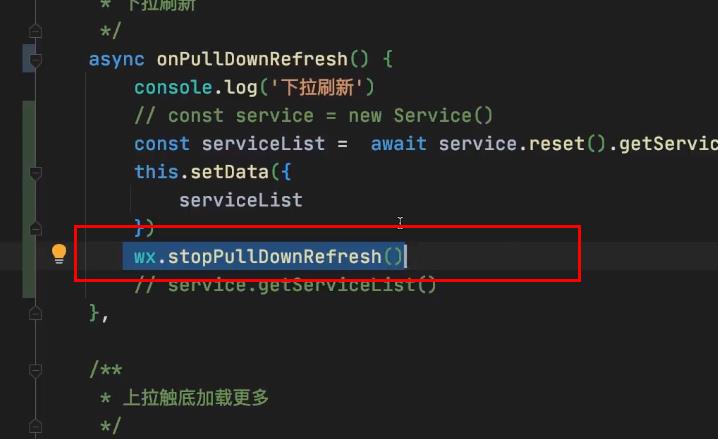 * 下拉刷新
*/
async onPullDownRefresh() {
console.log('下拉刷新')
// const service = new Service()
const serviceList =  await service.reset().getServic
this.setData({
serviceList
})
wx.stopPullDownRefresh()
// service.getServiceList()
},
/**
* 上拉触底加载更多
*/